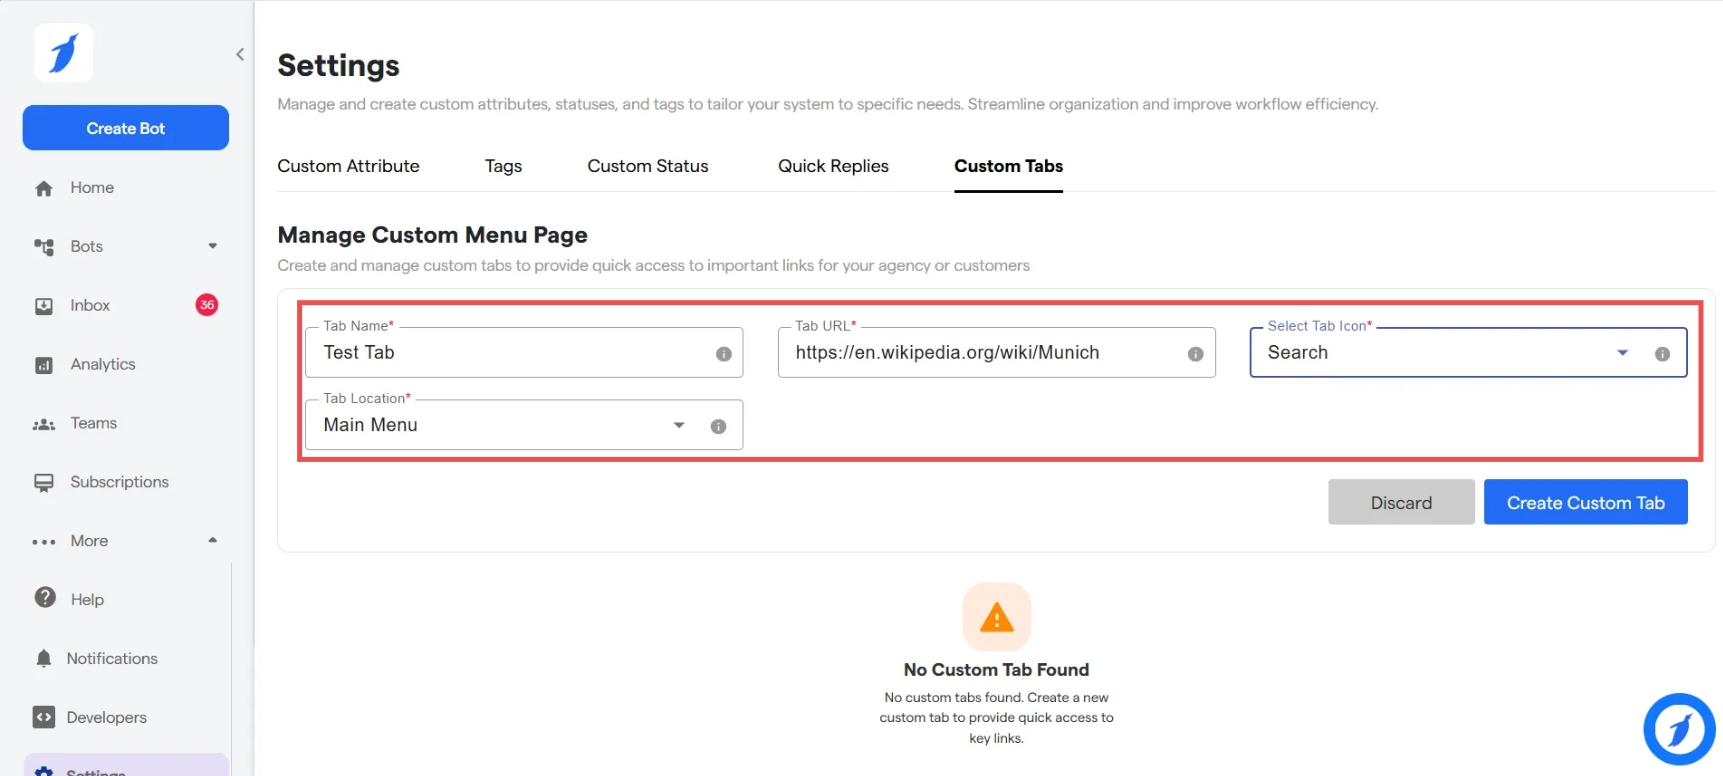 Settings
Manage and create custom attributes, statuses, and tags to tailor your system to specific needs. Streamline organization and improve workflow efficiency.
Create Bot
Home
Bots
Inbox 36
Analytics
Teams
Subscriptions
More
Help
Notifications
Developers
Settings
Custom Attribute Tags Custom Status Quick Replies Custom Tabs
Manage Custom Menu Page
Create and manage custom tabs to provide quick access to important links for your agency or customers
Tab Name*
Test Tab
Tab URL*
https://en.wikipedia.org/wiki/Munich
Select Tab Icon*
Search
Tab Location*
Main Menu
Discard
Create Custom Tab
No Custom Tab Found
No custom tabs found. Create a new
custom tab to provide quick access to
key links.